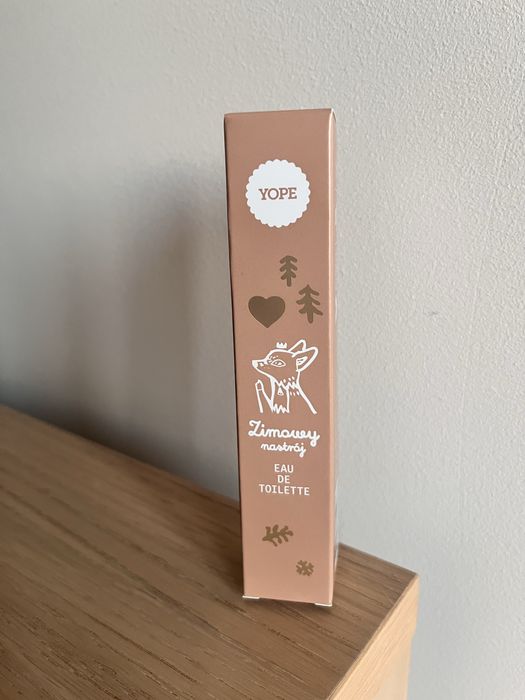 YOPE
Zimowy
nastrój
EAU
DE
TOILETTE